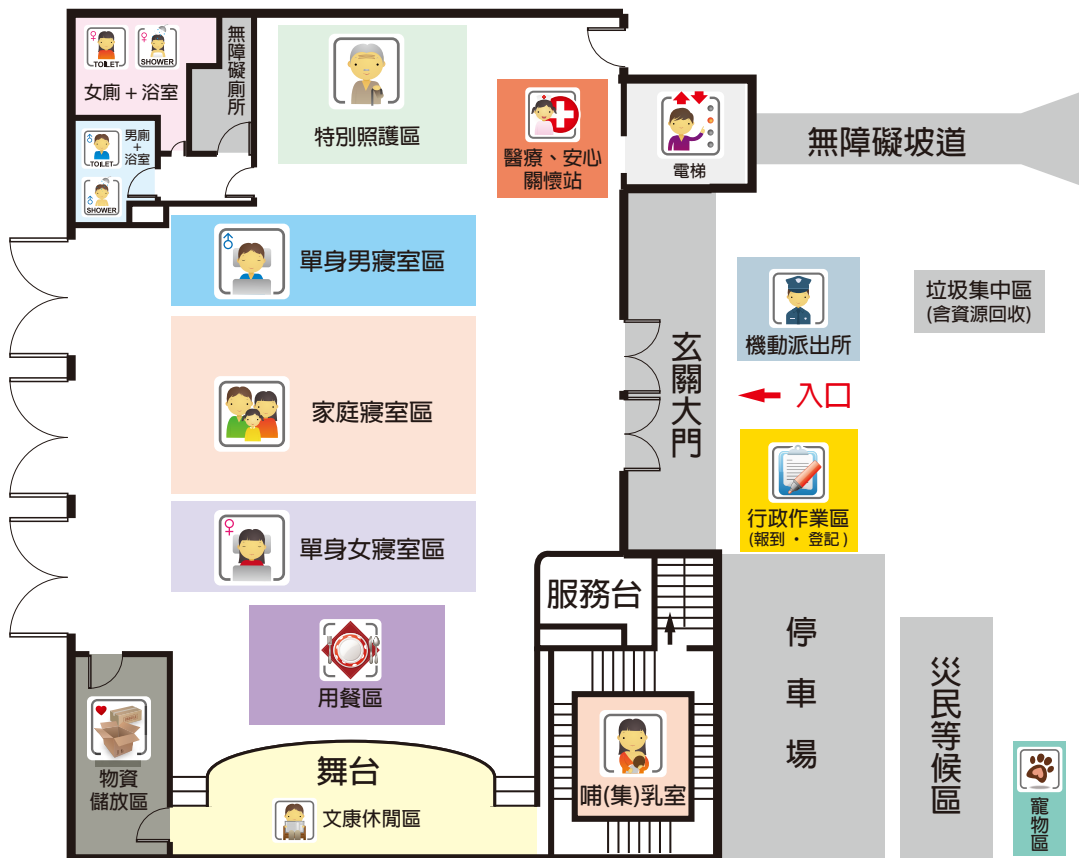 TOILET
SHOWER
女廁 + 浴室
無障礙廁所
男廁
+
浴室
TOILET
SHOWER
特別照護區
醫療、安心
關懷站
電梯
無障礙坡道
單身男寢室區
機動派出所
垃圾集中區
(含資源回收)
玄關大門
入口
家庭寢室區
行政作業區
(報到 · 登記)
單身女寢室區
服務台
用餐區
停車場
災民等候區
物資
儲放區
舞台
文康休閒區
哺(集)乳室
寵物區